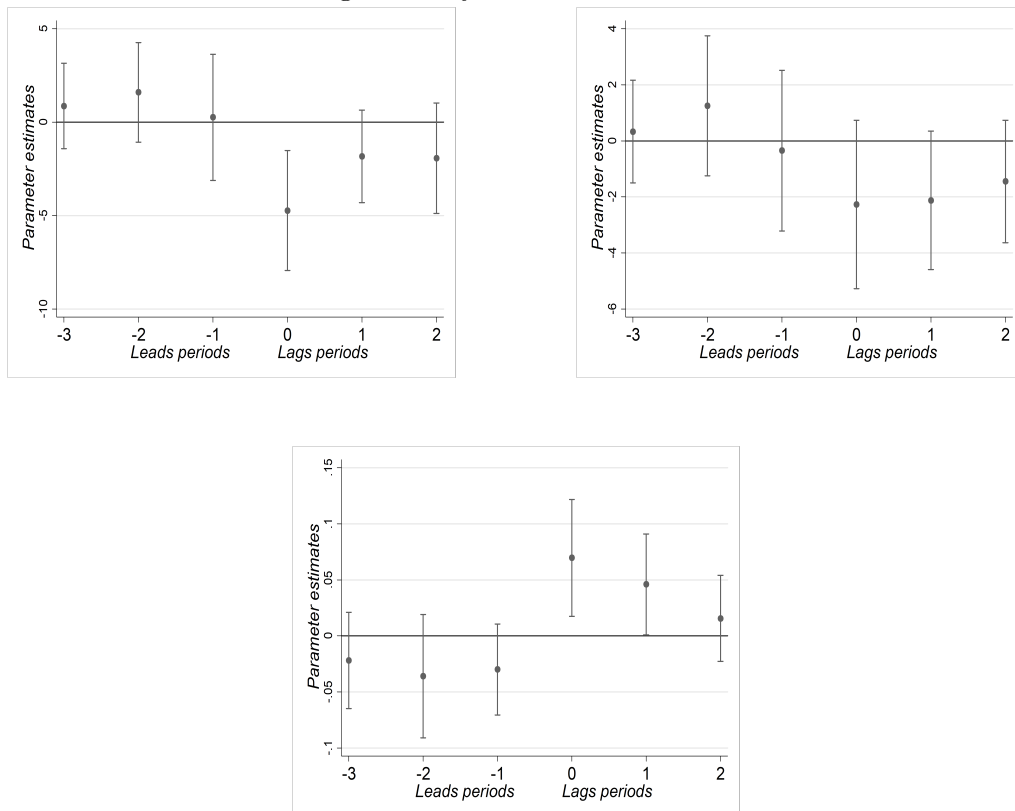 Parameter estimates
5
0
-5
-10
-3 -2 -1 0 1 2
Leads periods Lags periods
Parameter estimates
4
2
0
-2
-4
-6
-3 -2 -1 0 1 2
Leads periods Lags periods
Parameter estimates
.15
.1
.05
0
-.05
-.1
-3 -2 -1 0 1 2
Leads periods Lags periods